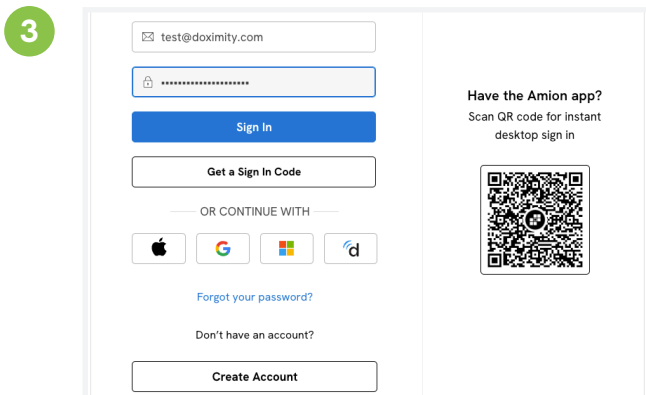 3
test@doximity.com
Sign In
Get a Sign In Code
OR CONTINUE WITH
Forgot your password?
Don't have an account?
Create Account
Have the Amion app?
Scan QR code for instant
desktop sign in